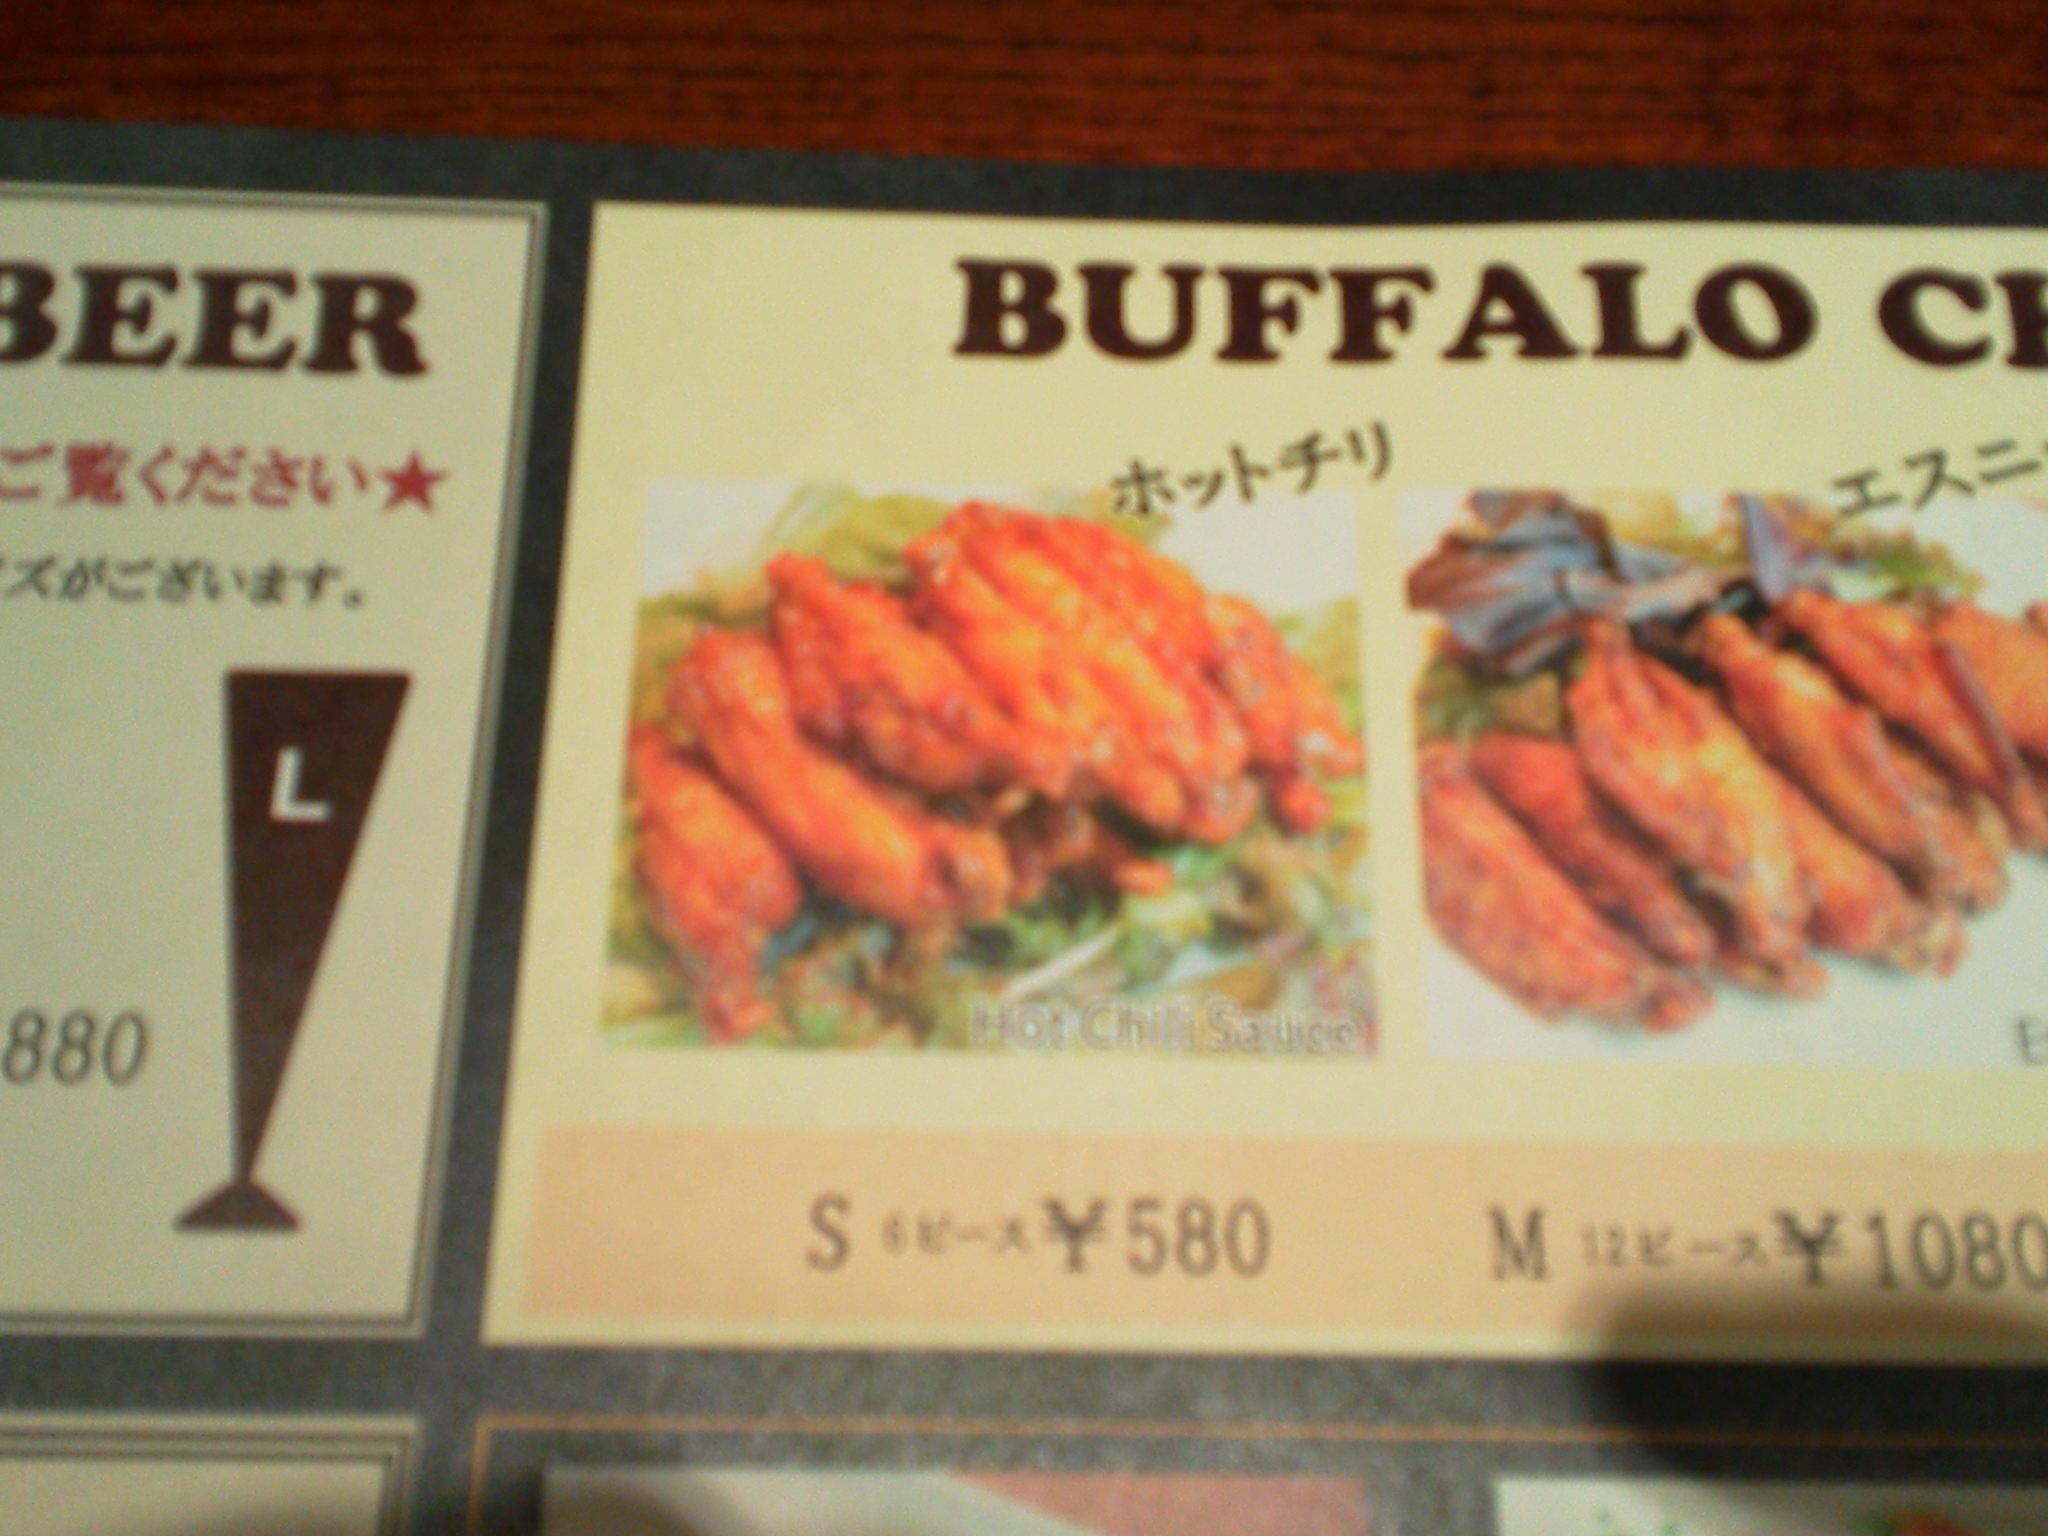 BEER
ご覧ください★
イズがございます。
L
880
BUFFALO
ホットチリ
エスニ
Hot Chili Sauce
S 6ピース ¥580
M 12ピース ¥1080